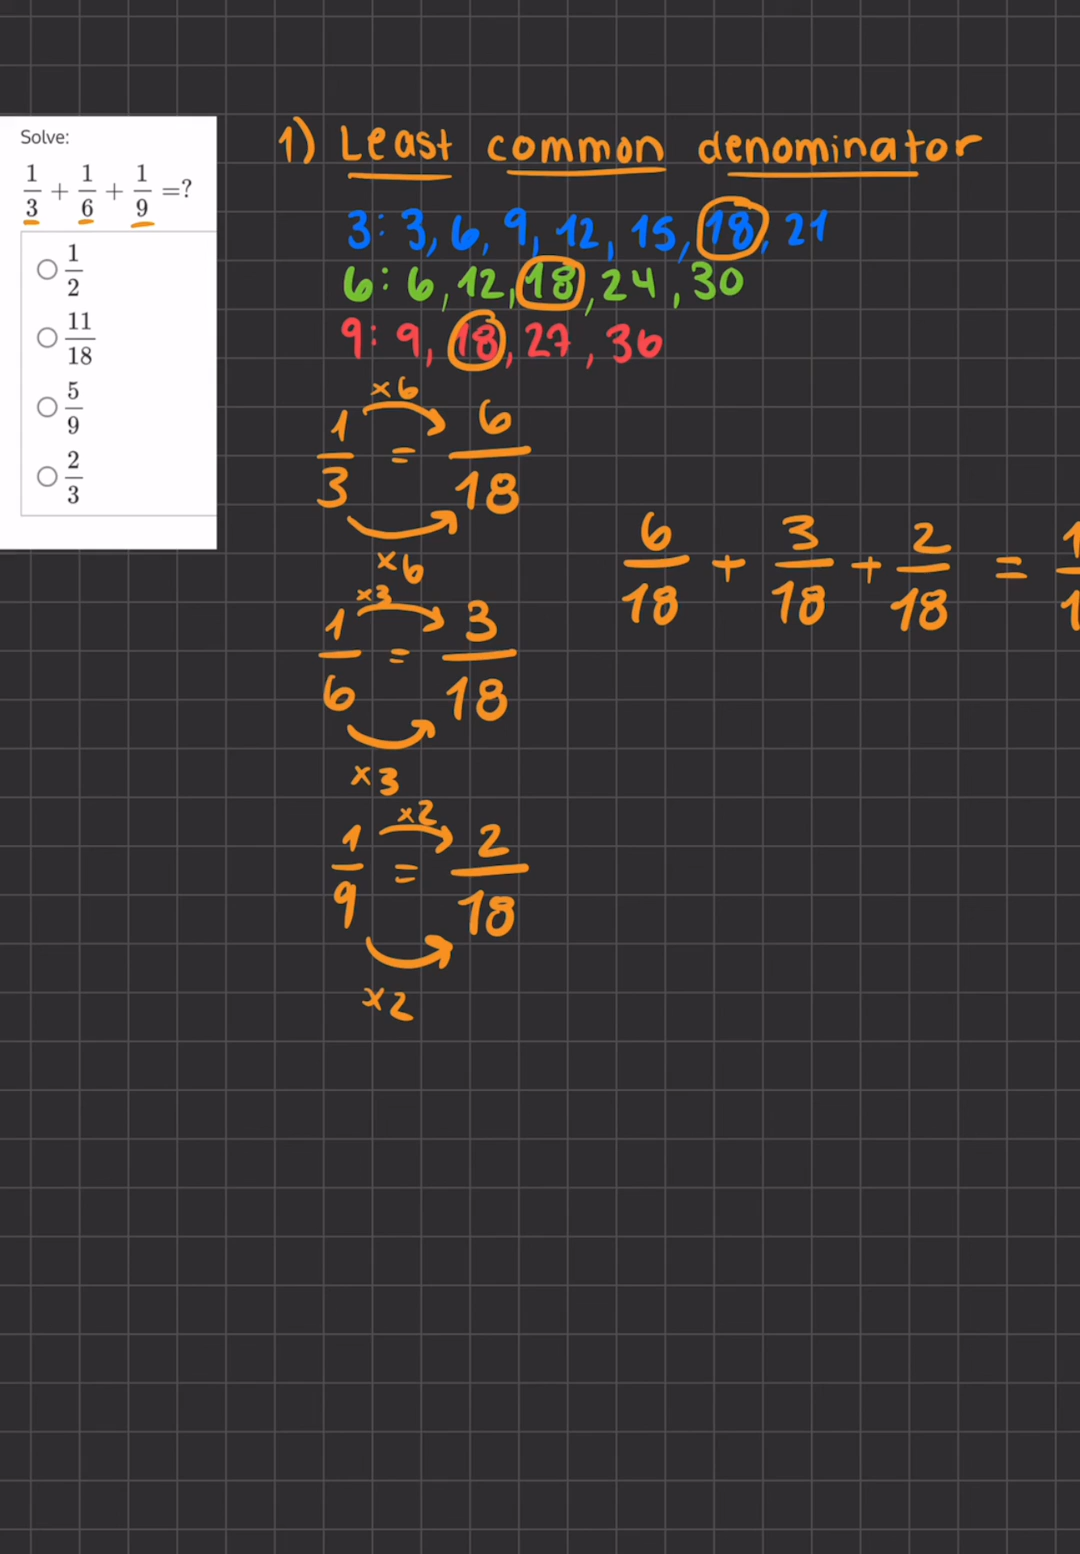 Solve:
1/3 + 1/6 + 1/9 =?
1/2
11/18
5/9
2/3
1) Least common denominator
3: 3, 6, 9, 12, 15, 18, 21
6: 6, 12, 18, 24, 30
9: 9, 18, 27, 36
×6
1/3 = 6/18
×6
×3
1/6 = 3/18
×3
×2
1/9 = 2/18
×2
6/18 + 3/18 + 2/18 =